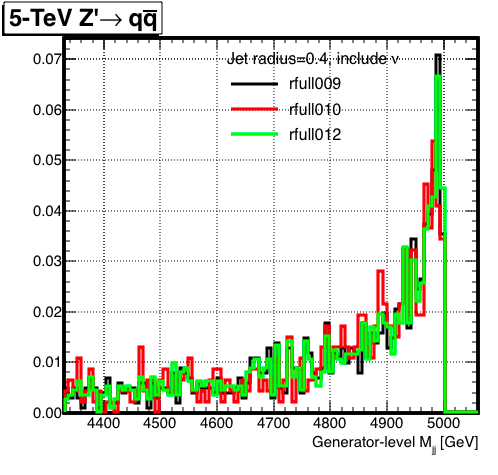 5-TeV Z'→ qq̅
Jet radius=0.4, include ν
rfull009
rfull010
rfull012
0.07
0.06
0.05
0.04
0.03
0.02
0.01
0.00
4400 4500 4600 4700 4800 4900 5000
Generator-level Mjj [GeV]